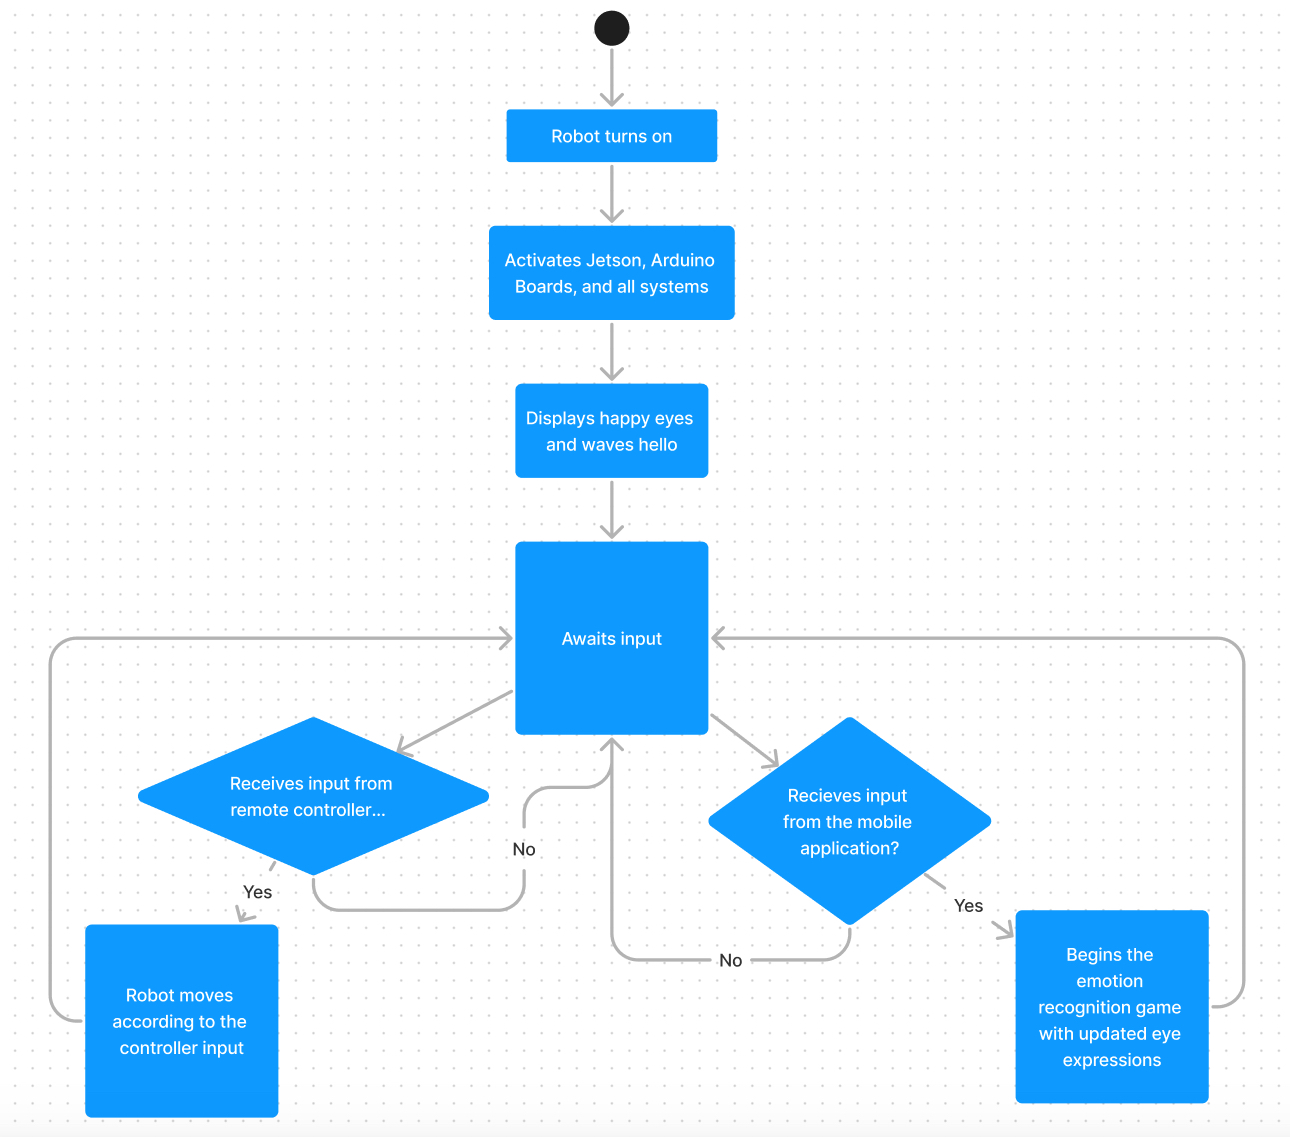 Robot turns on
Activates Jetson, Arduino
Boards, and all systems
Displays happy eyes
and waves hello
Awaits input
Receives input from
remote controller...
No
Yes
Robot moves
according to the
controller input
Recieves input
from the mobile
application?
Yes
No
Begins the
emotion
recognition game
with updated eye
expressions